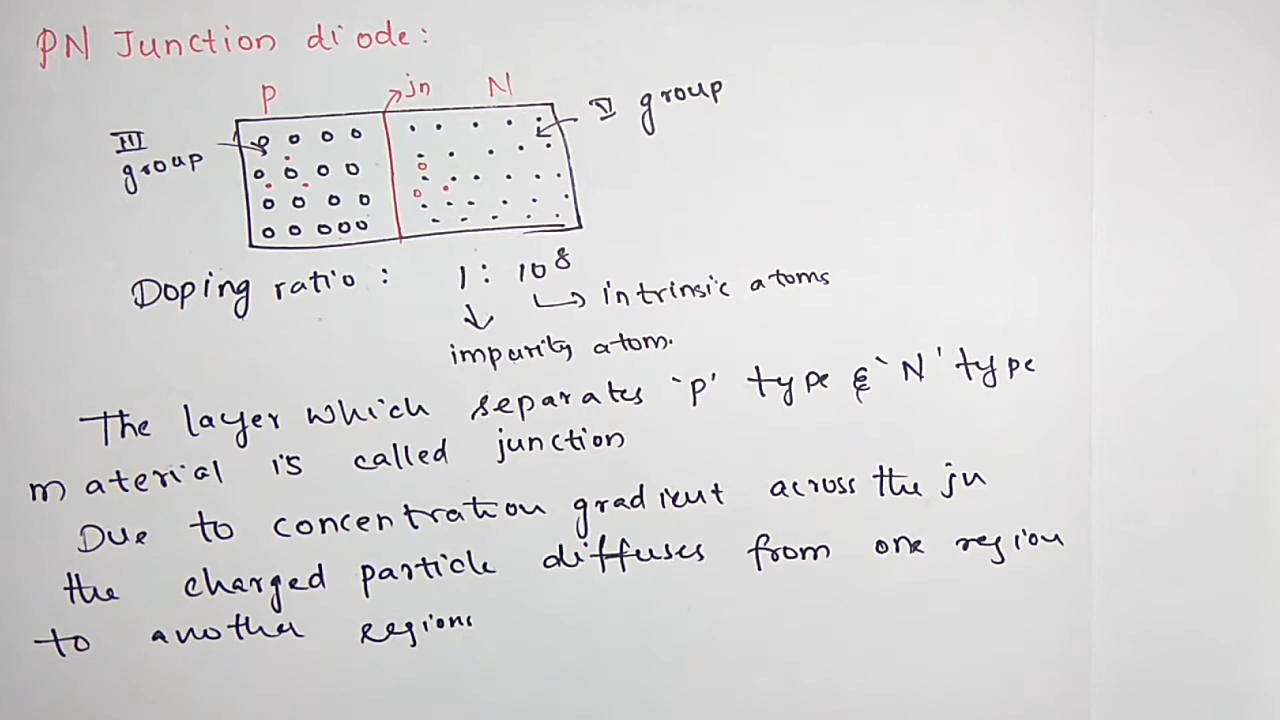 PN Junction diode:
P jn N
III group
V group
Doping ratio : 1 : 10⁸
intrinsic atoms
impurity atom.
The layer which separates 'p' type & 'N' type
material is called junction
Due to concentration gradient across the jn
the charged particle diffuses from one region
to another regions